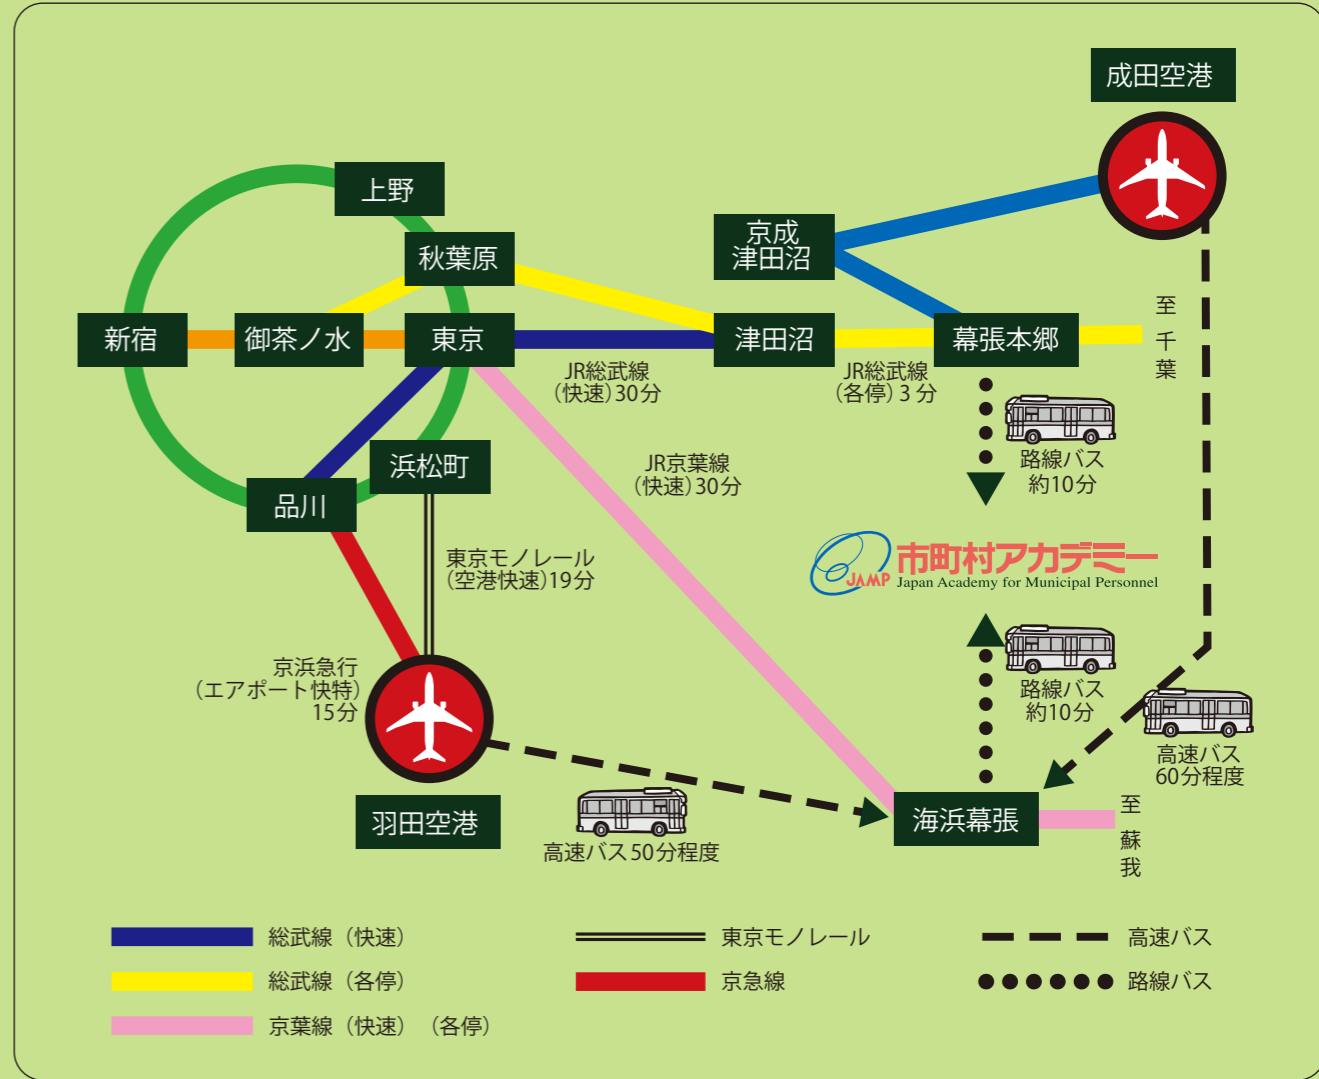 成田空港
上野
京成
津田沼
秋葉原
至千葉
新宿
御茶ノ水
東京
津田沼
幕張本郷
JR総武線
(快速)30分
JR総武線
(各停)3分
路線バス
約10分
浜松町
JR京葉線
(快速)30分
品川
東京モノレール
(空港快速)19分
JAMP
市町村アカデミー
Japan Academy for Municipal Personnel
京浜急行
(エアポート快特)
15分
路線バス
約10分
高速バス
60分程度
羽田空港
高速バス50分程度
海浜幕張
至蘇我
総武線(快速)
東京モノレール
高速バス
総武線(各停)
京急線
路線バス
京葉線(快速)(各停)